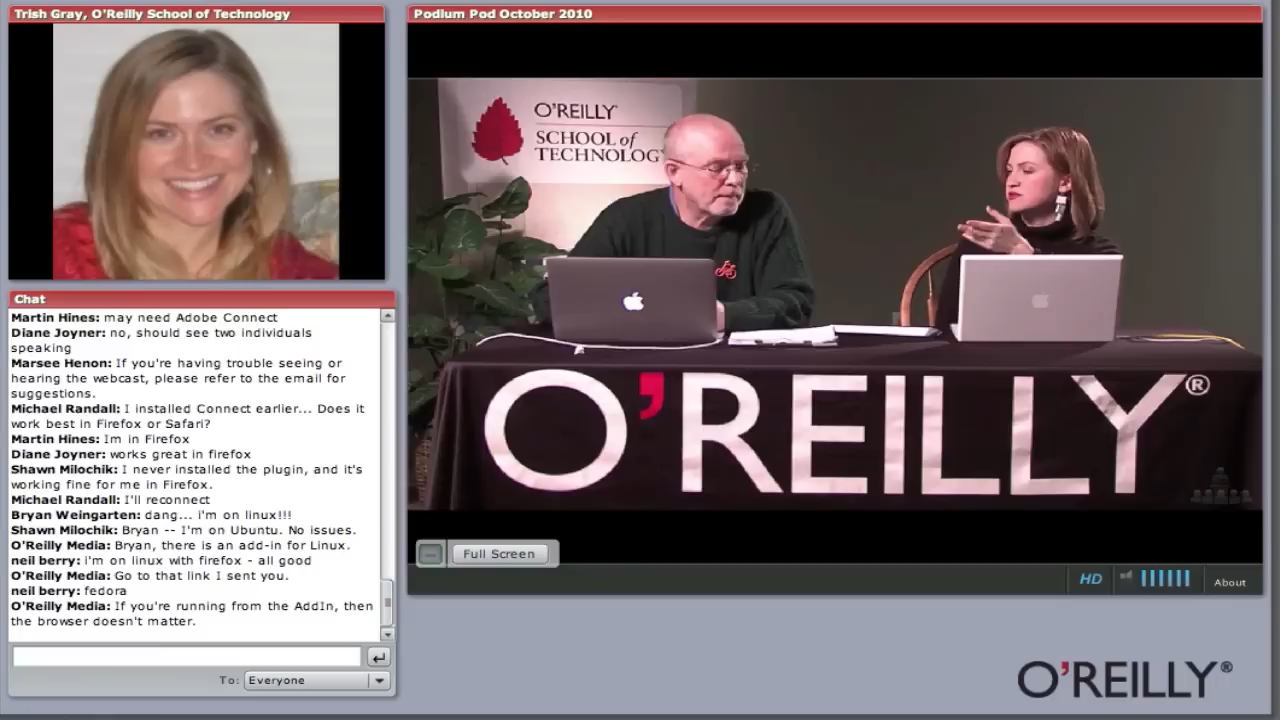 Trish Gray, O'Reilly School of Technology
Podium Pod October 2010
O'REILLY®
SCHOOL of
TECHNOLOGY
O'REILLY®
Full Screen
HD
About
Chat
Martin Hines: may need Adobe Connect
Diane Joyner: no, should see two individuals
speaking
Marsee Henon: If you're having trouble seeing or
hearing the webcast, please refer to the email for
suggestions.
Michael Randall: I installed Connect earlier... Does it
work best in Firefox or Safari?
Martin Hines: Im in Firefox
Diane Joyner: works great in firefox
Shawn Milochik: I never installed the plugin, and it's
working fine for me in Firefox.
Michael Randall: I'll reconnect
Bryan Weingarten: dang... i'm on linux!!!
Shawn Milochik: Bryan -- I'm on Ubuntu. No issues.
O'Reilly Media: Bryan, there is an add-in for Linux.
neil berry: i'm on linux with firefox - all good
O'Reilly Media: Go to that link I sent you.
neil berry: fedora
O'Reilly Media: If you're running from the AddIn, then
the browser doesn't matter.
To: Everyone
O'REILLY®